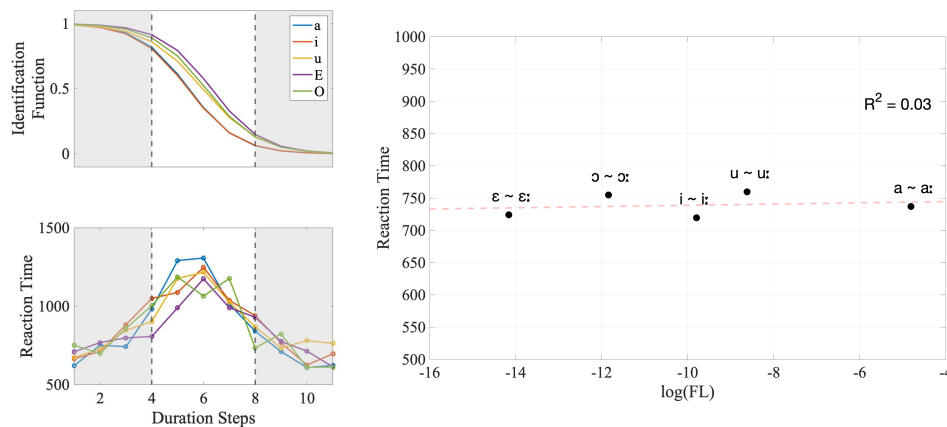 Identification
Function
1
0.5
0
a
i
u
E
O
Reaction Time
1500
1000
500
2
4
6
8
10
Duration Steps
Reaction Time
1000
950
900
850
800
750
700
650
600
550
500
R² = 0.03
ɛ ~ ɛː
ɔ ~ ɔː
i ~ iː
u ~ uː
a ~ aː
-16
-14
-12
-10
-8
-6
-4
log(FL)